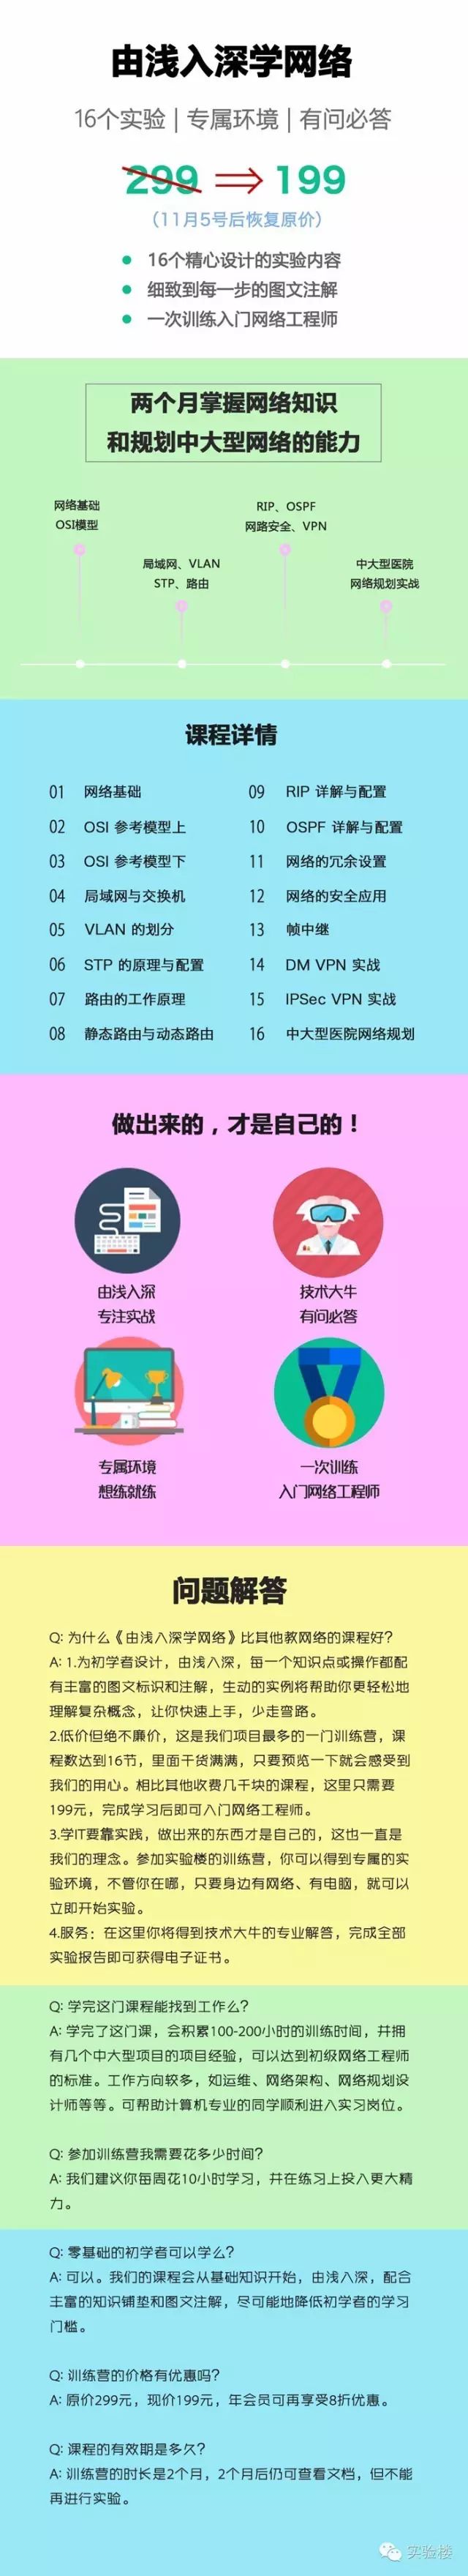 由浅入深学网络
16个实验 | 专属环境 | 有问必答
299 ⇒ 199
（11月5号后恢复原价）
16个精心设计的实验内容
细致到每一步的图文注解
一次训练入门网络工程师
两个月掌握网络知识
和规划中大型网络的能力
网络基础
OSI模型
局域网、VLAN
STP、路由
RIP、OSPF
网路安全、VPN
中大型医院
网络规划实战
课程详情
01 网络基础
02 OSI 参考模型上
03 OSI 参考模型下
04 局域网与交换机
05 VLAN 的划分
06 STP 的原理与配置
07 路由的工作原理
08 静态路由与动态路由
09 RIP 详解与配置
10 OSPF 详解与配置
11 网络的冗余设置
12 网络的安全应用
13 帧中继
14 DM VPN 实战
15 IPSec VPN 实战
16 中大型医院网络规划
做出来的，才是自己的！
由浅入深
专注实战
技术大牛
有问必答
专属环境
想练就练
一次训练
入门网络工程师
问题解答
Q: 为什么《由浅入深学网络》比其他教网络的课程好？
A: 1.为初学者设计，由浅入深，每一个知识点或操作都配
有丰富的图文标识和注解，生动的实例将帮助你更轻松地
理解复杂概念，让你快速上手，少走弯路。
2.低价但绝不廉价，这是我们项目最多的一门训练营，课
程数达到16节，里面干货满满，只要预览一下就会感受到
我们的用心。相比其他收费几千块的课程，这里只需要
199元，完成学习后即可入门网络工程师。
3.学IT要靠实践，做出来的东西才是自己的，这也一直是
我们的理念。参加实验楼的训练营，你可以得到专属的实
验环境，不管你在哪，只要身边有网络、有电脑，就可以
立即开始实验。
4.服务：在这里你将得到技术大牛的专业解答，完成全部
实验报告即可获得电子证书。
Q: 学完这门课程能找到工作么？
A: 学完了这门课，会积累100-200小时的训练时间，并拥
有几个中大型项目的项目经验，可以达到初级网络工程师
的标准。工作方向较多，如运维、网络架构、网络规划设
计师等等。可帮助计算机专业的同学顺利进入实习岗位。
Q: 参加训练营我需要花多少时间？
A: 我们建议你每周花10小时学习，并在练习上投入更大精
力。
Q: 零基础的初学者可以学么？
A: 可以。我们的课程会从基础知识开始，由浅入深，配合
丰富的知识铺垫和图文注解，尽可能地降低初学者的学习
门槛。
Q: 训练营的价格有优惠吗？
A: 原价299元，现价199元，年会员可再享受8折优惠。
Q: 课程的有效期是多久？
A: 训练营的时长是2个月，2个月后仍可查看文档，但不能
再进行实验。
实验楼